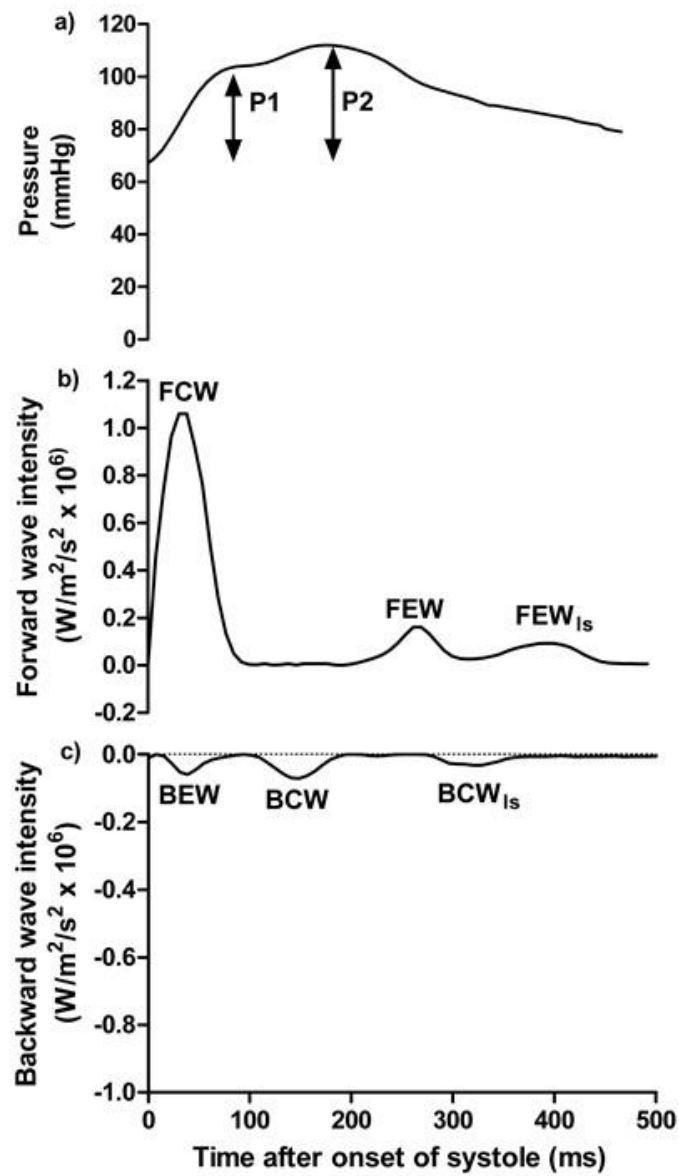 a)
Pressure
(mmHg)
120
100
80
60
40
20
0
P1
P2
b)
Forward wave intensity
(W/m²/s² x 10⁶)
1.2
1.0
0.8
0.6
0.4
0.2
0.0
-0.2
FCW
FEW
FEWls
c)
Backward wave intensity
(W/m²/s² x 10⁶)
0.0
-0.2
-0.4
-0.6
-0.8
-1.0
BEW
BCW
BCWls
0 100 200 300 400 500
Time after onset of systole (ms)